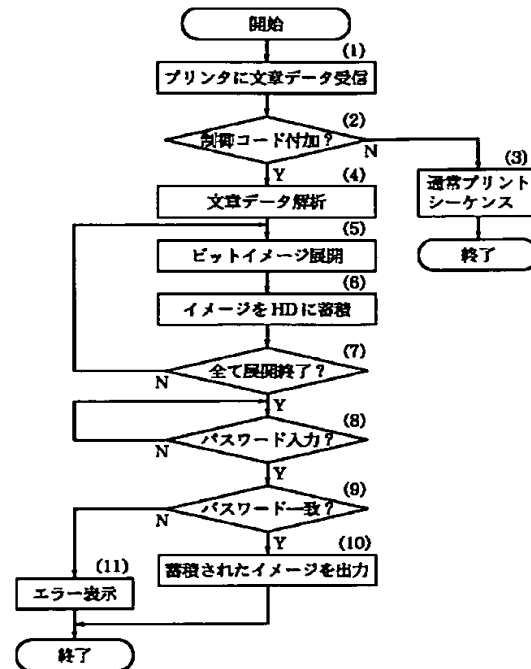 開始
(1)
プリンタに文章データ受信
(2)
制御コード付加？
N
Y
(3)
通常プリント
シーケンス
終了
(4)
文章データ解析
(5)
ビットイメージ展開
(6)
イメージをHDに蓄積
(7)
全て展開終了？
N
Y
(8)
パスワード入力？
N
Y
(9)
パスワード一致？
N
Y
(10)
蓄積されたイメージを出力
(11)
エラー表示
終了